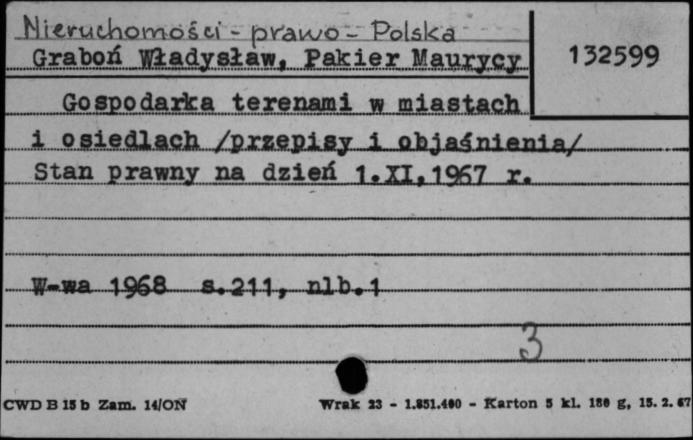 Nieruchomości - prawo - Polska
Graboń Władysław, Pakier Maurycy
132599
Gospodarka terenami w miastach
i osiedlach /przepisy i objaśnienia/
Stan prawny na dzień 1.XI.1967 r.
W-wa 1968 s.211, nlb.1
3
CWD B 15 b Zam. 14/ON Wrak 23 - 1.851.400 - Karton 5 kl. 180 g, 15. 2. 67